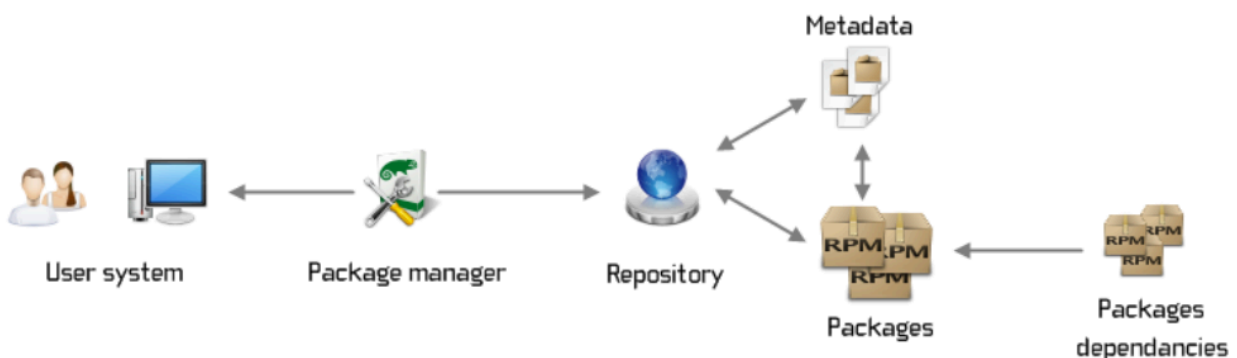 Metadata
RPM
RPM
RPM
RPM
RPM
RPM
User system
Package manager
Repository
Packages
Packages
dependancies